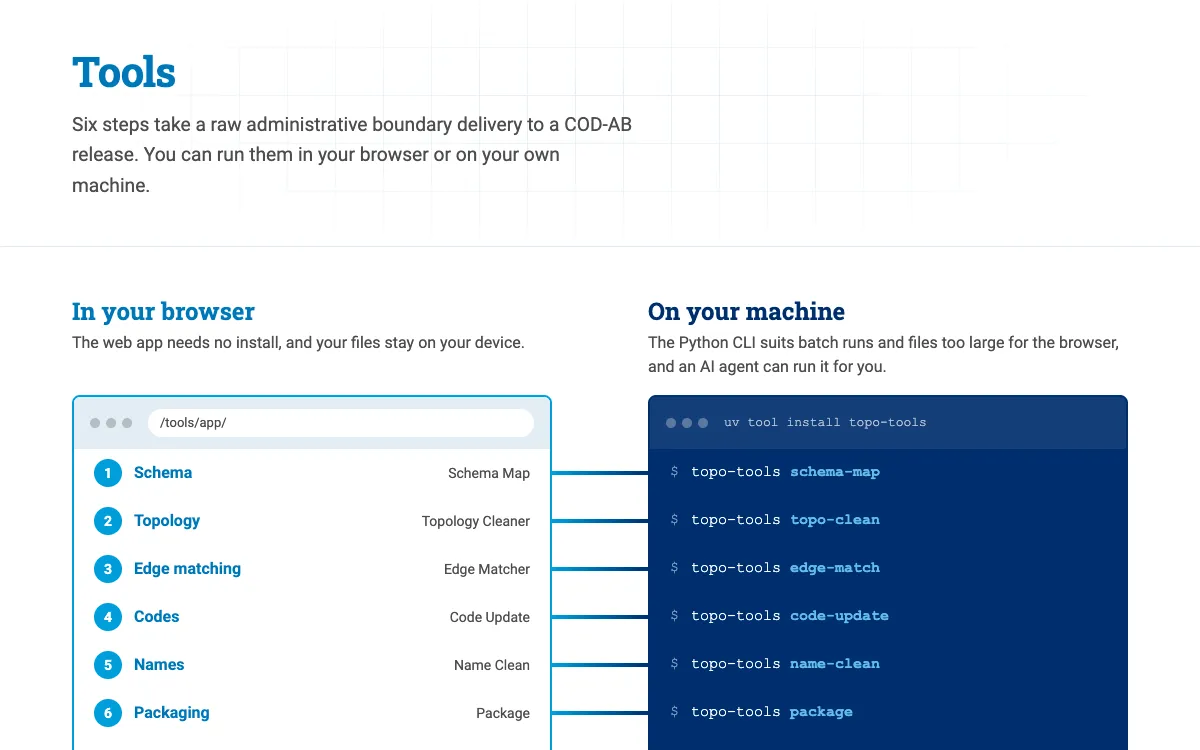 Tools
Six steps take a raw administrative boundary delivery to a COD-AB
release. You can run them in your browser or on your own
machine.
In your browser
The web app needs no install, and your files stay on your device.
/tools/app/
1 Schema Schema Map
2 Topology Topology Cleaner
3 Edge matching Edge Matcher
4 Codes Code Update
5 Names Name Clean
6 Packaging Package
On your machine
The Python CLI suits batch runs and files too large for the browser,
and an AI agent can run it for you.
uv tool install topo-tools
$ topo-tools schema-map
$ topo-tools topo-clean
$ topo-tools edge-match
$ topo-tools code-update
$ topo-tools name-clean
$ topo-tools package